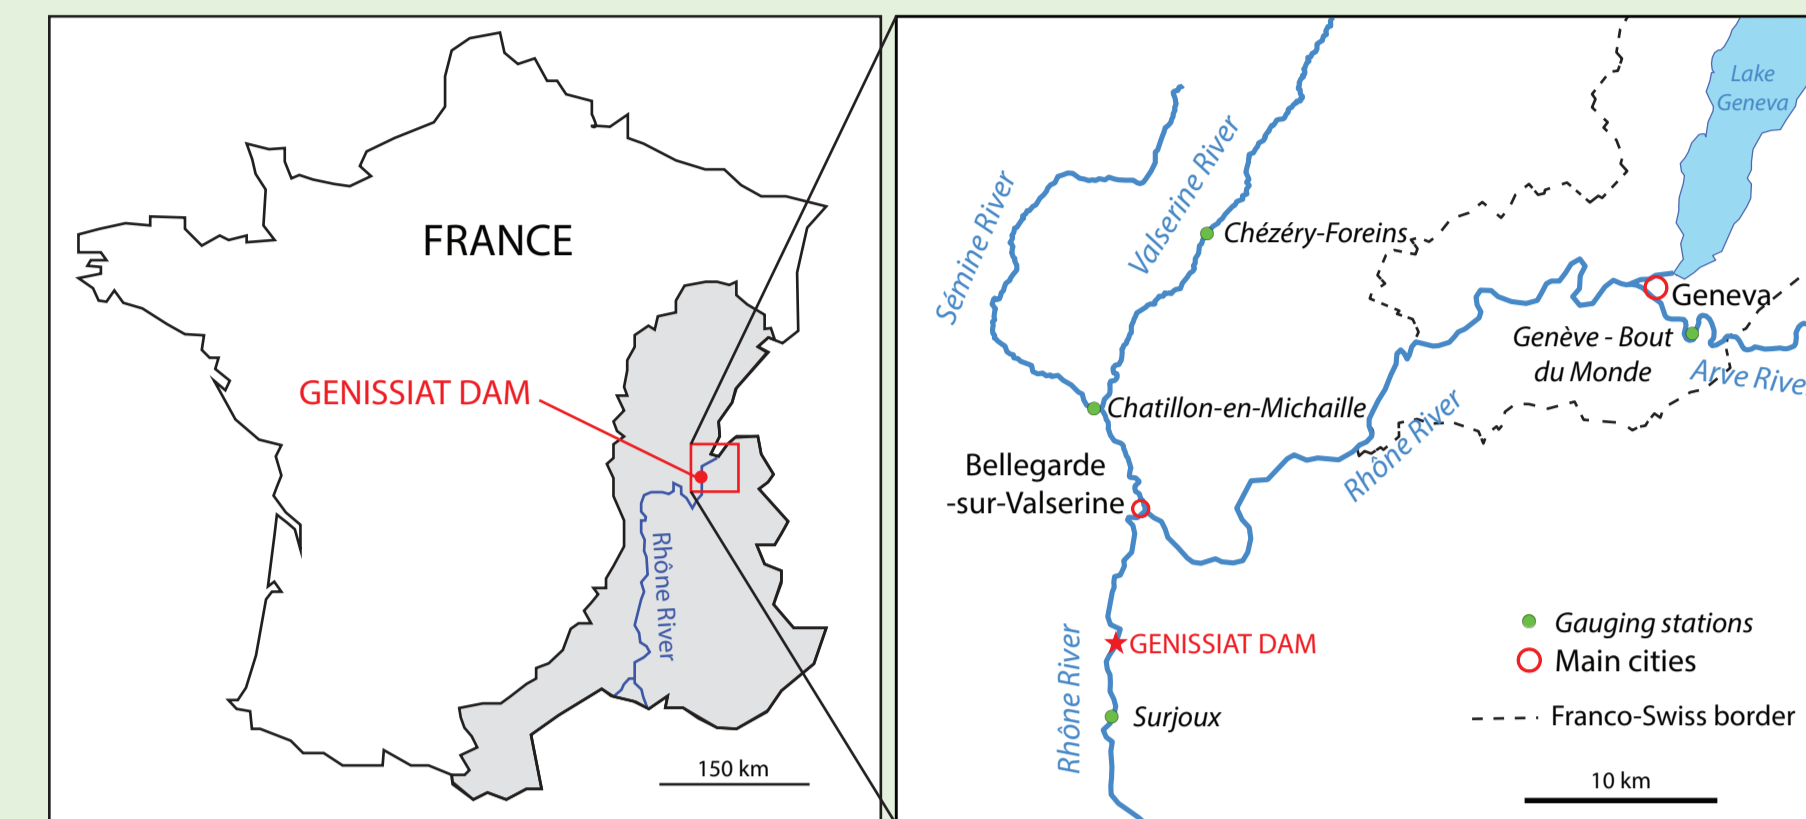 FRANCE
GENISSIAT DAM
Rhône River
150 km
Lake
Geneva
Sémine River
Valserine River
Chézéry-Foreins
Geneva
Genève - Bout
du Monde
Arve Rive
Chatillon-en-Michaille
Rhône River
Bellegarde
-sur-Valserine
GENISSIAT DAM
Rhône River
Surjoux
Gauging stations
Main cities
Franco-Swiss border
10 km